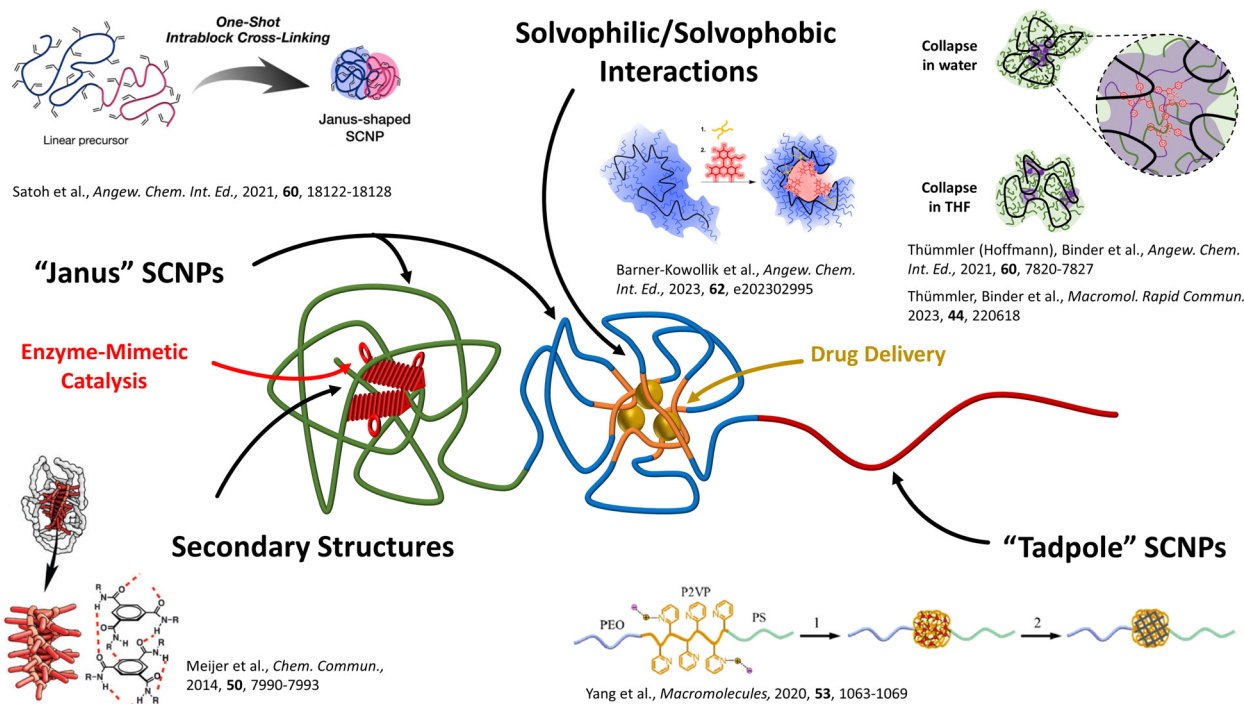 One-Shot
Intrablock Cross-Linking
Linear precursor
Janus-shaped
SCNP
Satoh et al., Angew. Chem. Int. Ed., 2021, 60, 18122-18128
Solvophilic/Solvophobic
Interactions
1.
2.
Barner-Kowollik et al., Angew. Chem.
Int. Ed., 2023, 62, e202302995
Collapse
in water
Collapse
in THF
Thümmler (Hoffmann), Binder et al., Angew. Chem.
Int. Ed., 2021, 60, 7820-7827
Thümmler, Binder et al., Macromol. Rapid Commun.
2023, 44, 220618
“Janus” SCNPs
Enzyme-Mimetic
Catalysis
Drug Delivery
Secondary Structures
“Tadpole” SCNPs
R
N
H
O
O
N-R
H
H
N
R
O
R
N
H
O
O
N-R
H
H
N
R
O
Meijer et al., Chem. Commun.,
2014, 50, 7990-7993
PEO
P2VP
PS
N
N
N
N
N
N
1
2
Yang et al., Macromolecules, 2020, 53, 1063-1069